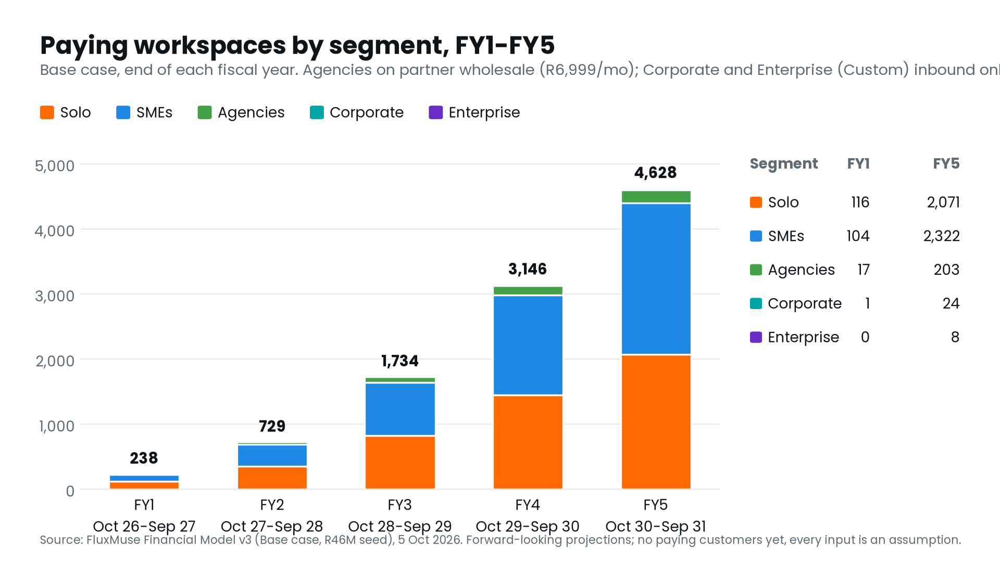 Paying workspaces by segment, FY1-FY5
Base case, end of each fiscal year. Agencies on partner wholesale (R6,999/mo); Corporate and Enterprise (Custom) inbound
Solo SMEs Agencies Corporate Enterprise
5,000
4,000
3,000
2,000
1,000
0
238
729
1,734
3,146
4,628
FY1 FY2 FY3 FY4 FY5
Oct 26-Sep 27 Oct 27-Sep 28 Oct 28-Sep 29 Oct 29-Sep 30 Oct 30-Sep 31
Segment FY1 FY5
Solo 116 2,071
SMEs 104 2,322
Agencies 17 203
Corporate 1 24
Enterprise 0 8
Source: FluxMuse Financial Model v3 (Base case, R46M seed), 5 Oct 2026. Forward-looking projections; no paying customers yet, every input is an assumption.